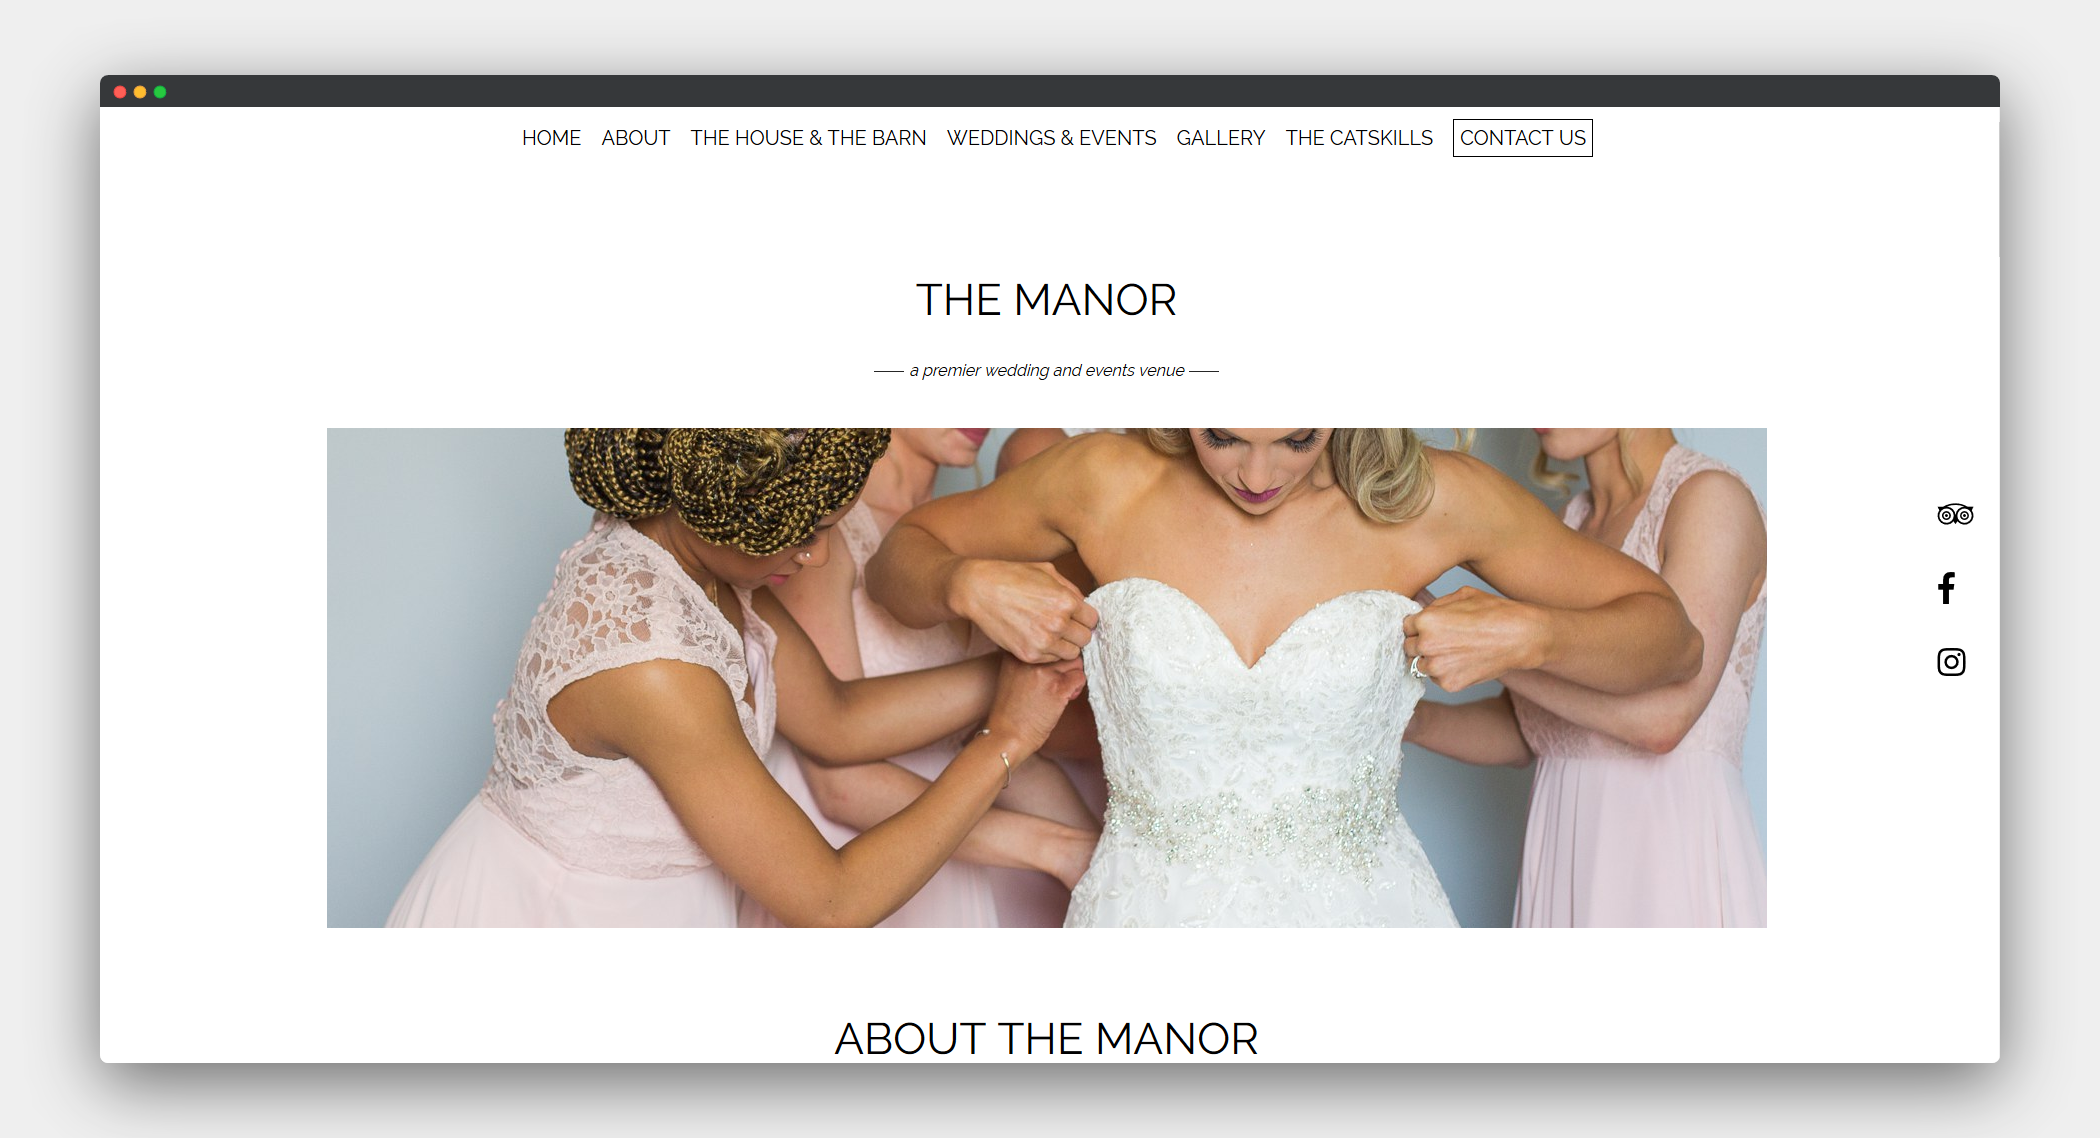 HOME ABOUT THE HOUSE & THE BARN WEDDINGS & EVENTS GALLERY THE CATSKILLS CONTACT US
THE MANOR
a premier wedding and events venue
ABOUT THE MANOR